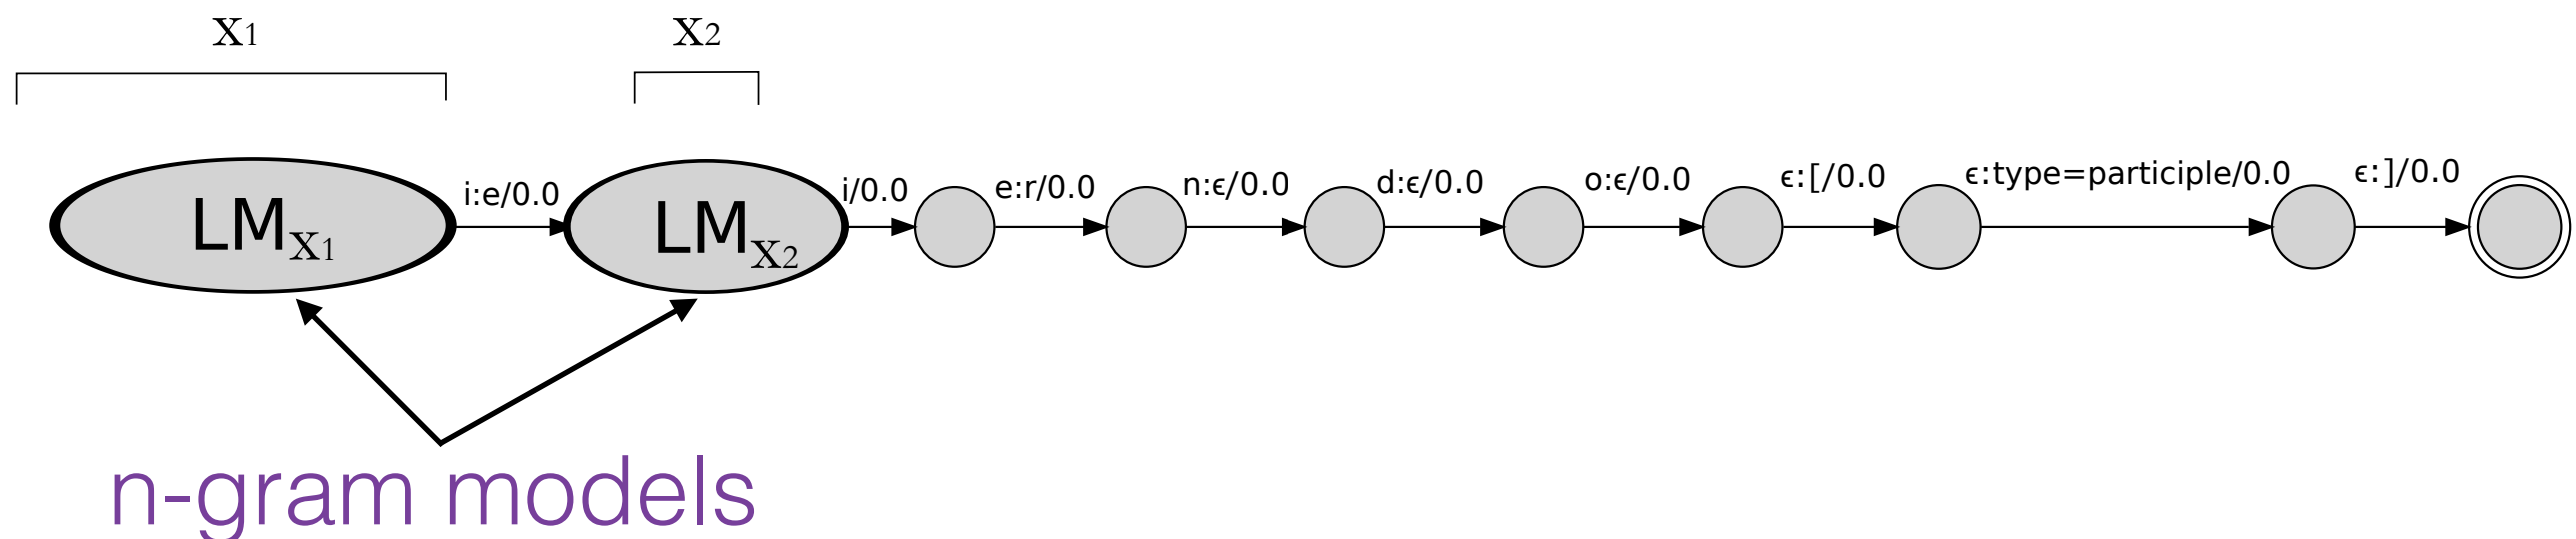 x1 x2
i:e/0.0 i/0.0 e:r/0.0 n:ϵ/0.0 d:ϵ/0.0 o:ϵ/0.0 ϵ:[/0.0 ϵ:type=participle/0.0 ϵ:]/0.0
LMx1 LMx2
n-gram models